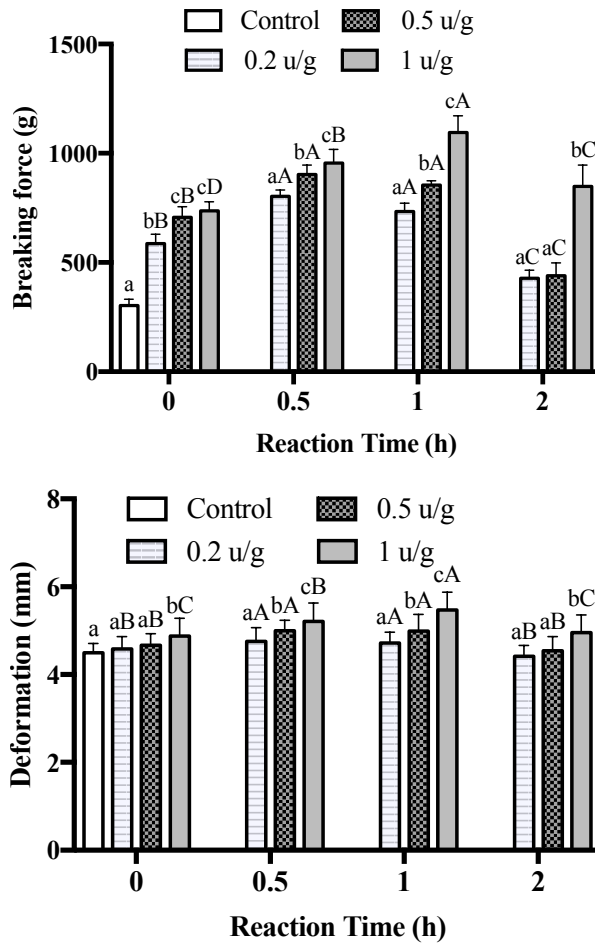 Control 0.5 u/g
0.2 u/g 1 u/g
1500
1000
500
0
Breaking force (g)
a bB cB cD
aA bA cB
aA bA cA
aC aC bC
0 0.5 1 2
Reaction Time (h)
Control 0.5 u/g
0.2 u/g 1 u/g
8
6
4
2
0
Deformation (mm)
a aB aB bC
aA bA cB
aA bA cA
aB aB bC
0 0.5 1 2
Reaction Time (h)